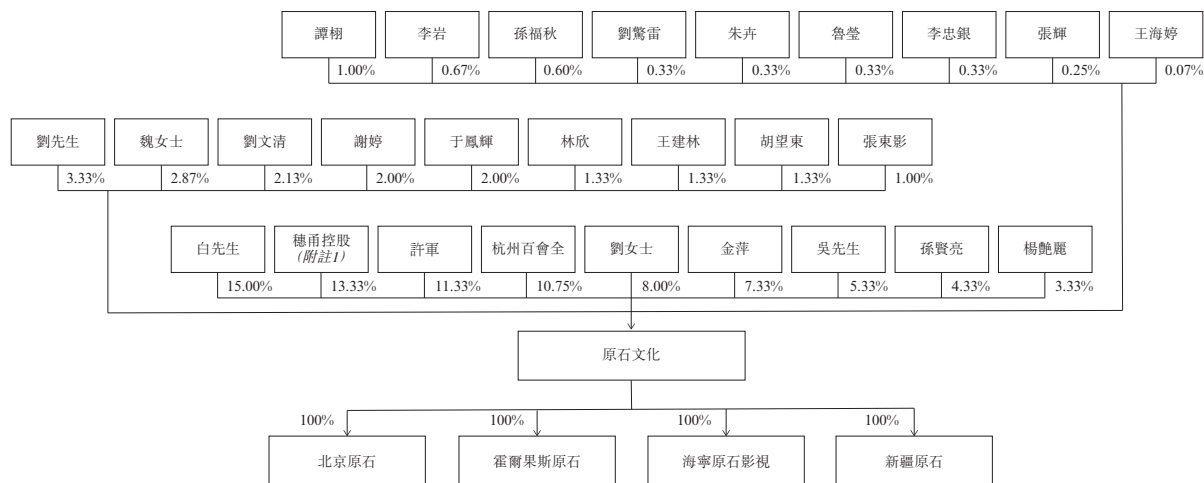 譚栩 李岩 孫福秋 劉驚雷 朱卉 魯瑩 李忠銀 張輝 王海婷
1.00% 0.67% 0.60% 0.33% 0.33% 0.33% 0.33% 0.25% 0.07%
劉先生 魏女士 劉文清 謝婷 于鳳輝 林欣 王建林 胡望東 張東影
3.33% 2.87% 2.13% 2.00% 2.00% 1.33% 1.33% 1.33% 1.00%
白先生 穗甬控股 許軍 杭州百會全 劉女士 金萍 吳先生 孫賢亮 楊艷麗
(附註1)
15.00% 13.33% 11.33% 10.75% 8.00% 7.33% 5.33% 4.33% 3.33%
原石文化
100% 100% 100% 100%
北京原石 霍爾果斯原石 海寧原石影視 新疆原石